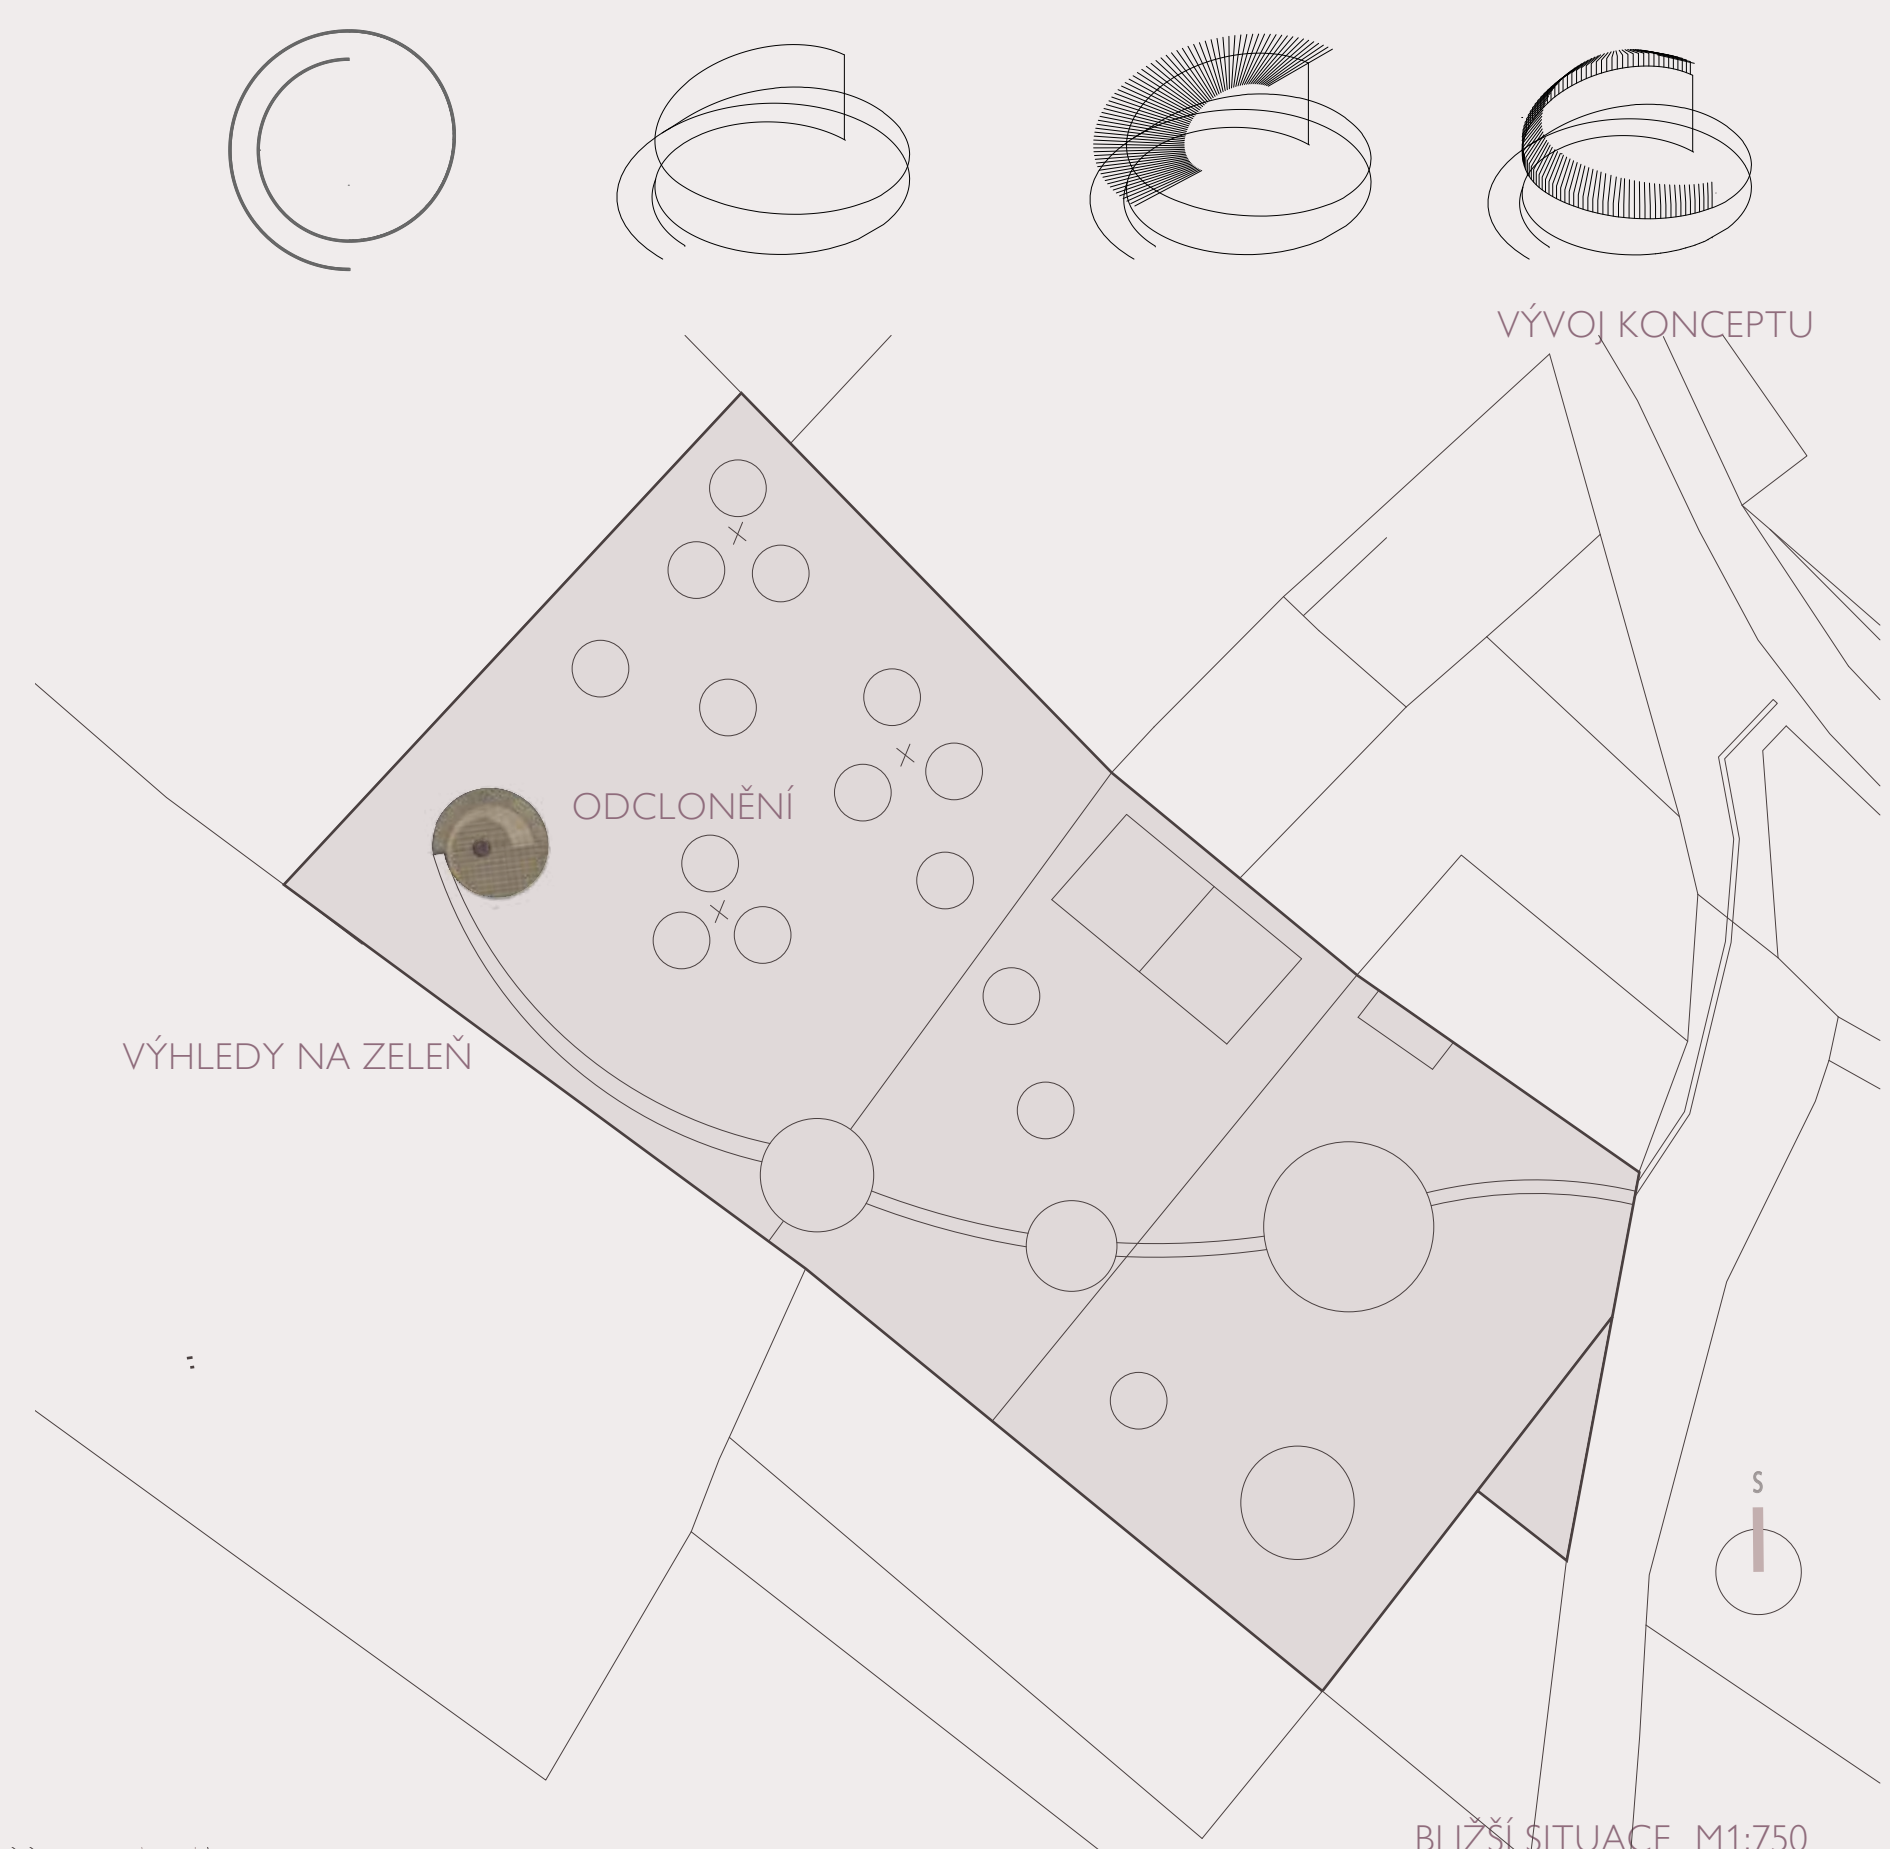 VÝVOJ KONCEPTU
ODCLONĚNÍ
VÝHLEDY NA ZELEŇ
S
BLIŽŠÍ SITUACE M1:750